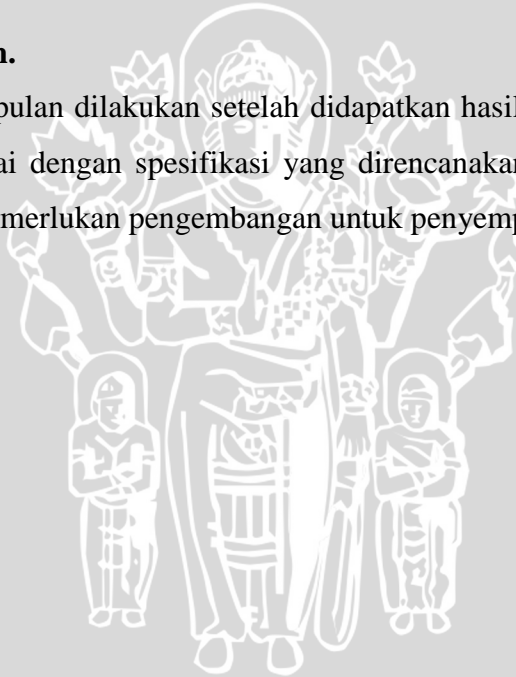 n.
pulan dilakukan setelah didapatkan hasil
ai dengan spesifikasi yang direncanakan
merlukan pengembangan untuk penyemp